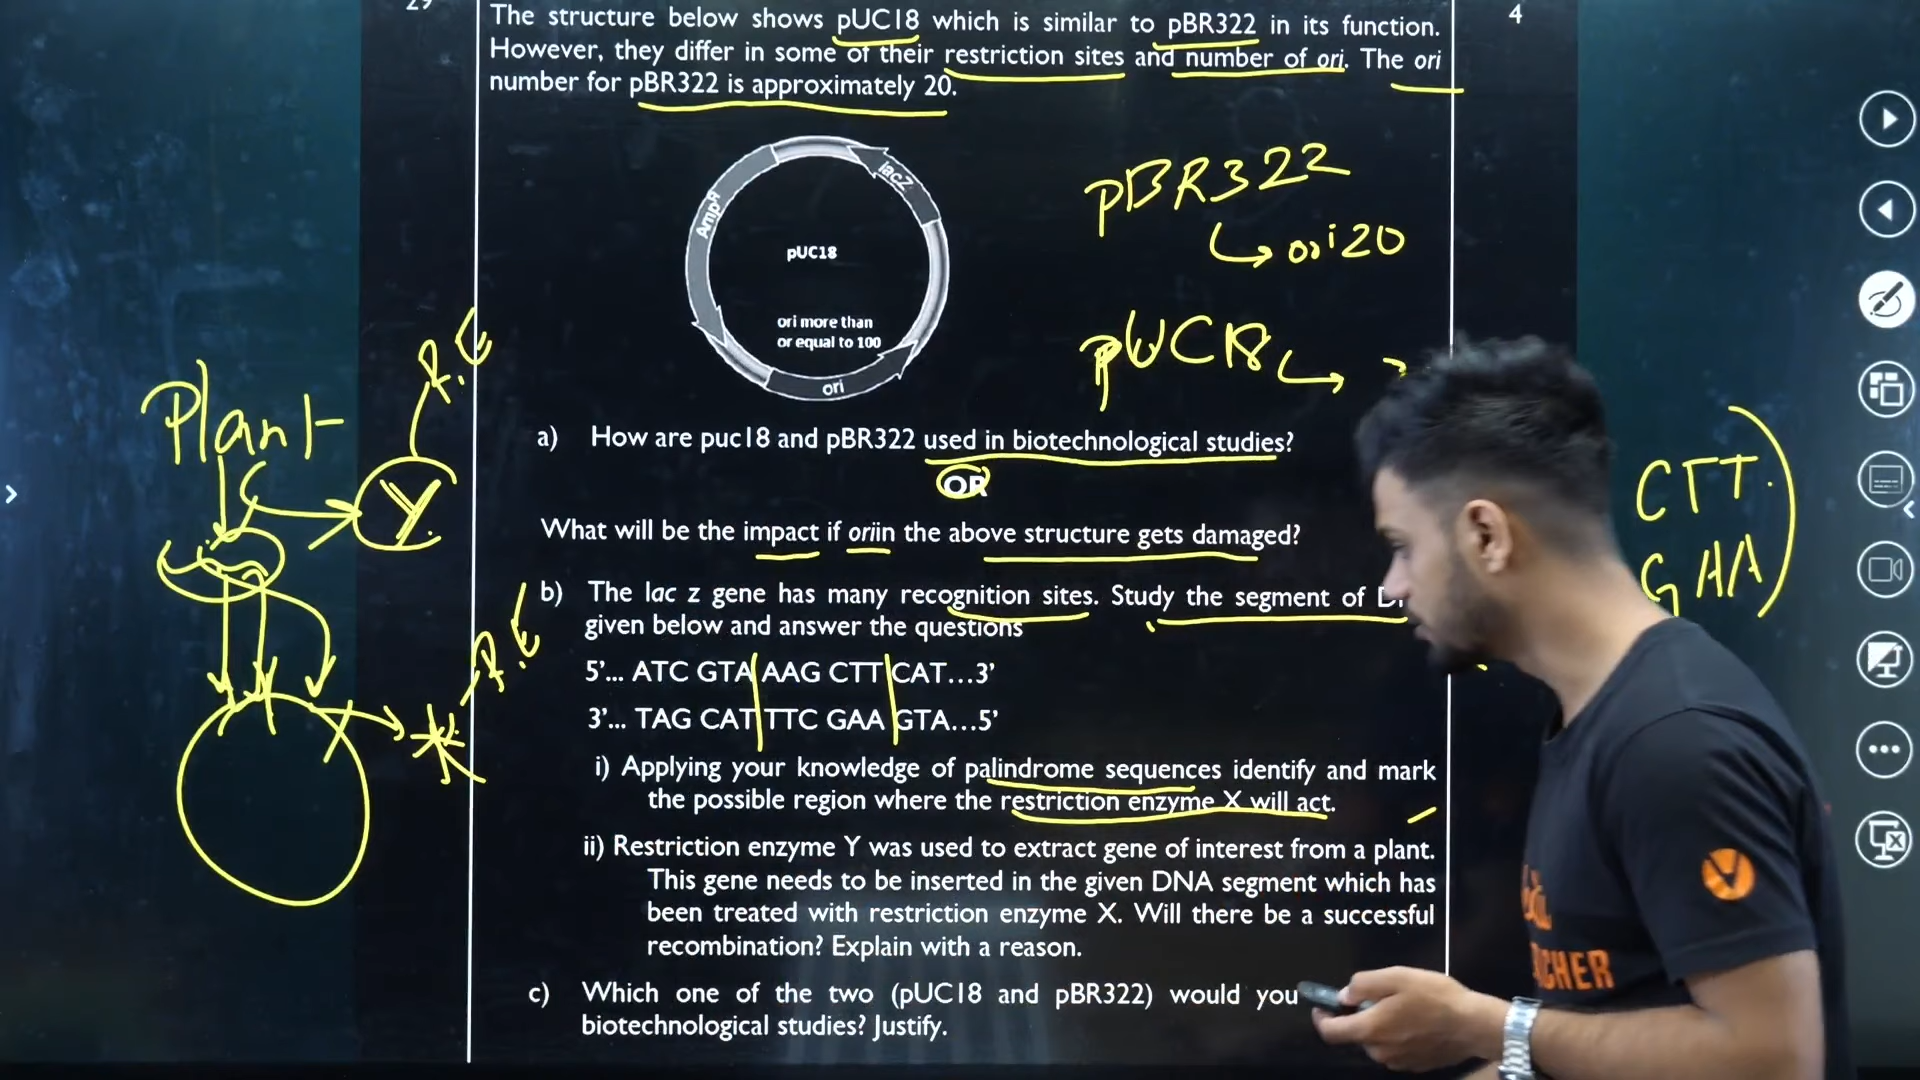 29
The structure below shows pUC18 which is similar to pBR322 in its function.
However, they differ in some of their restriction sites and number of ori. The ori
number for pBR322 is approximately 20.
4
lacZ
AmpR
pUC18
ori more than
or equal to 100
ori
pBR322
ori 20
pUC18
a) How are puc18 and pBR322 used in biotechnological studies?
OR
What will be the impact if oriin the above structure gets damaged?
b) The lac z gene has many recognition sites. Study the segment of
given below and answer the questions
5'... ATC GTA AAG CTT CAT...3'
3'... TAG CAT TTC GAA GTA...5'
i) Applying your knowledge of palindrome sequences identify and mark
the possible region where the restriction enzyme X will act.
ii) Restriction enzyme Y was used to extract gene of interest from a plant.
This gene needs to be inserted in the given DNA segment which has
been treated with restriction enzyme X. Will there be a successful
recombination? Explain with a reason.
c) Which one of the two (pUC18 and pBR322) would you
biotechnological studies? Justify.
Plant
R.E
Y
R.E
X
CTT
GAA